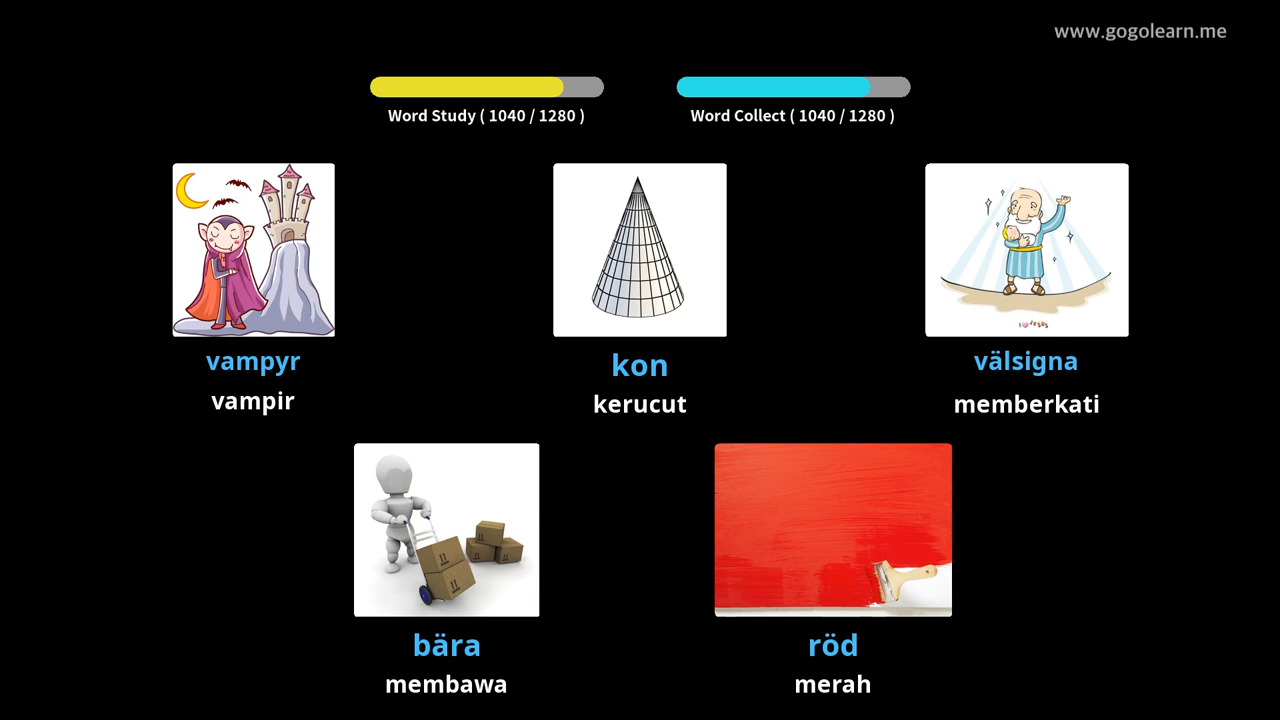 www.gogolearn.me
Word Study ( 1040 / 1280 )
Word Collect ( 1040 / 1280 )
vampyr
vampir
kon
kerucut
välsigna
memberkati
bära
membawa
röd
merah